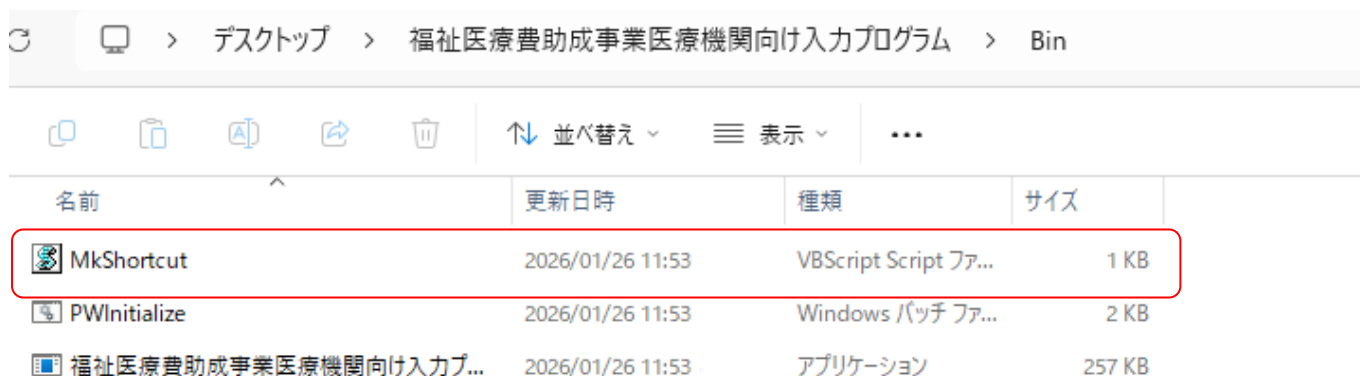 デスクトップ > 福祉医療費助成事業医療機関向け入力プログラム > Bin
並べ替え 表示 ...
名前 更新日時 種類 サイズ
MkShortcut 2026/01/26 11:53 VBScript Script ファ... 1 KB
PWInitialize 2026/01/26 11:53 Windows バッチ ファ... 2 KB
福祉医療費助成事業医療機関向け入力プ... 2026/01/26 11:53 アプリケーション 257 KB